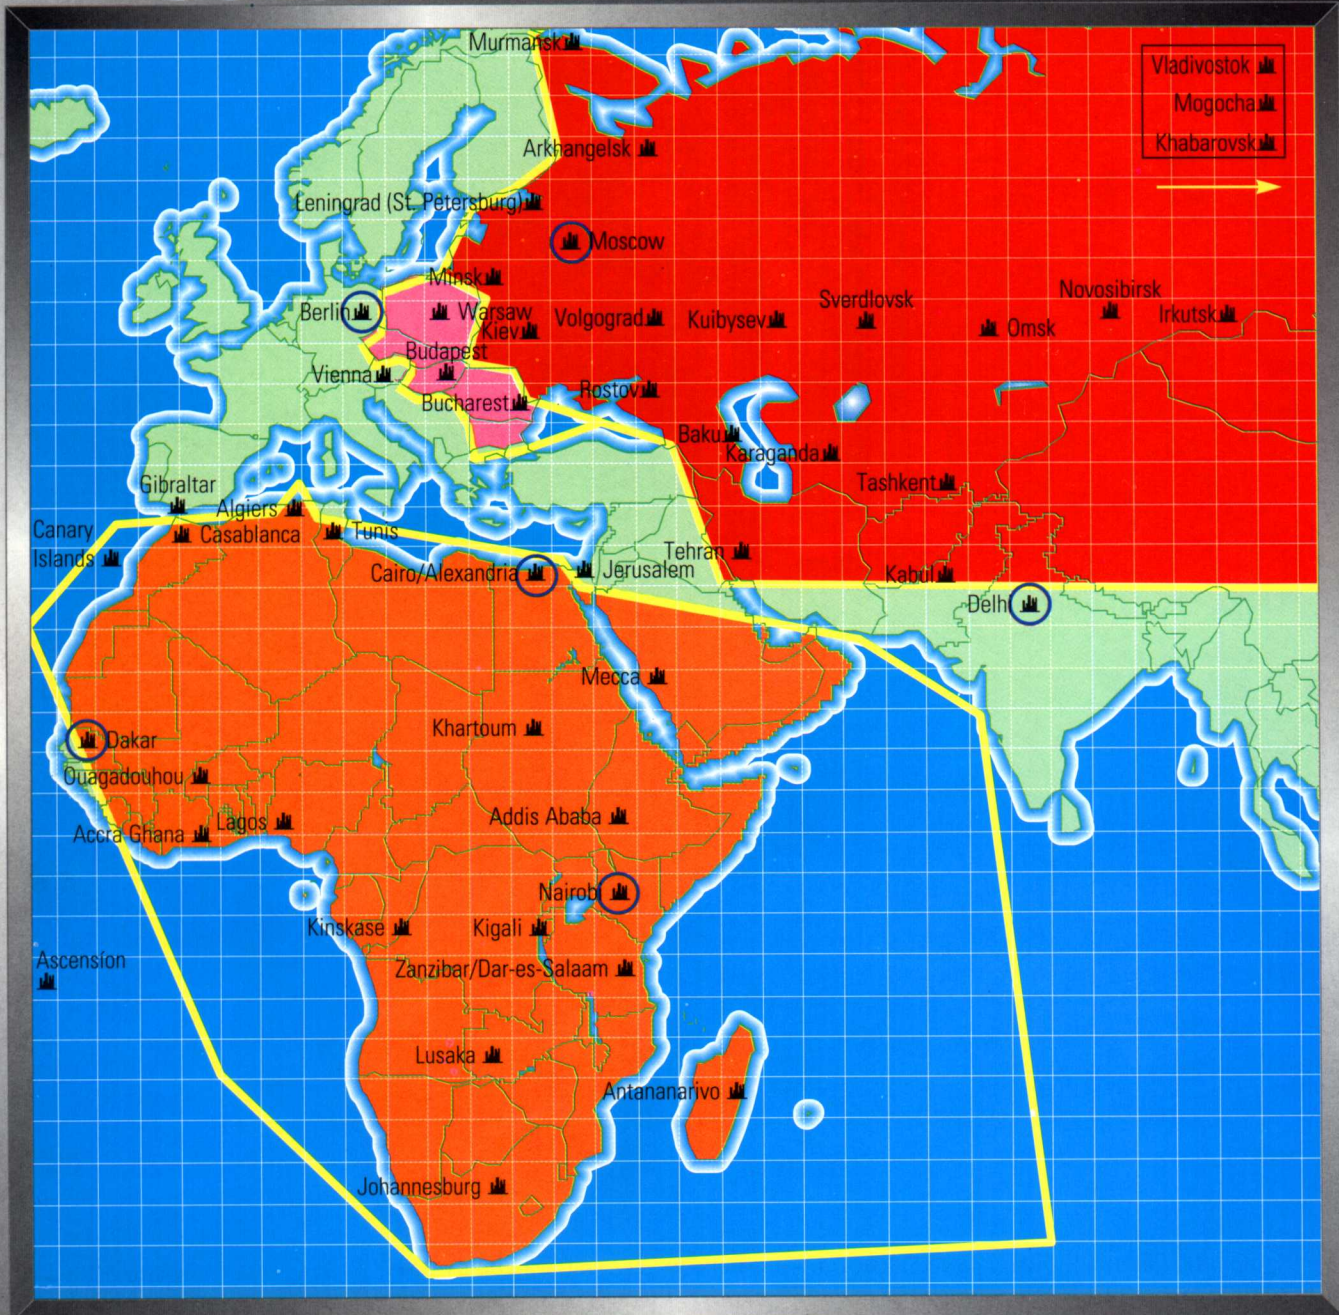 Murmansk
Vladivostok
Mogocha
Khabarovsk
Arkhangelsk
Leningrad (St. Petersburg)
Moscow
Minsk
Berlin
Warsaw
Kiev
Volgograd
Kuibysev
Sverdlovsk
Novosibirsk
Irkutsk
Omsk
Budapest
Vienna
Bucharest
Rostov
Baku
Karaganda
Tashkent
Gibraltar
Algiers
Casablanca
Tunis
Canary
Islands
Cairo/Alexandria
Jerusalem
Tehran
Kabul
Delhi
Mecca
Khartoum
Dakar
Ouagadouhou
Accra Ghana
Lagos
Addis Ababa
Nairobi
Kinskase
Kigali
Zanzibar/Dar-es-Salaam
Ascension
Lusaka
Antananarivo
Johannesburg